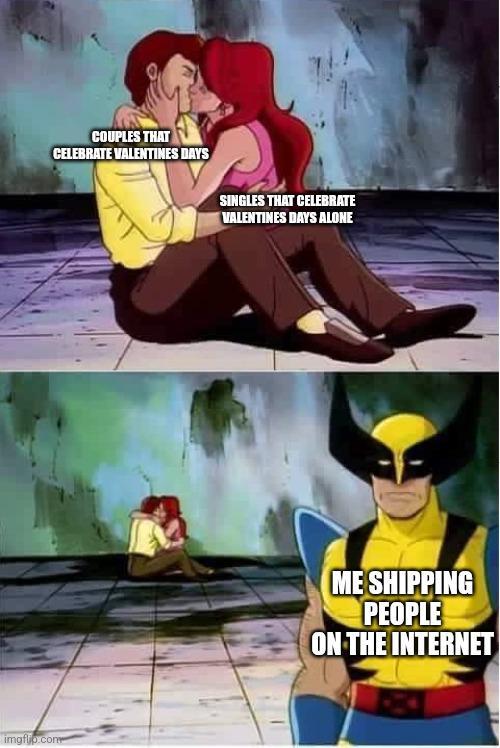 COUPLES THAT
CELEBRATE VALENTINES DAYS
SINGLES THAT CELEBRATE
VALENTINES DAYS ALONE
ME SHIPPING
PEOPLE
ON THE INTERNET
imgflip.com